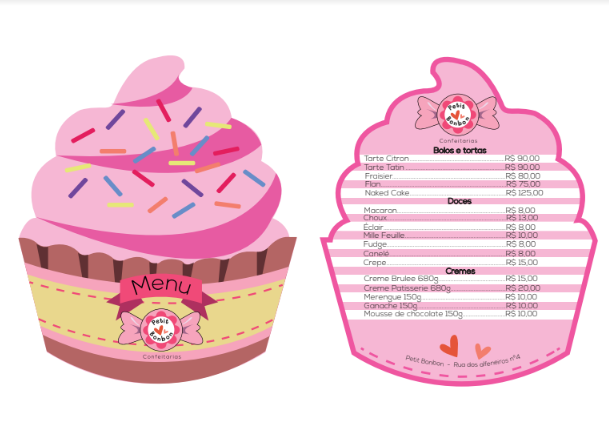 Menu
Petit
Bonbon
Confeitarias
Petit
Bonbon
Confeitarias
Bolos e tortas
Tarte Citron R$ 90,00
Tarte Tatin R$ 90,00
Fraisier R$ 80,00
Flan R$ 75,00
Naked Cake R$ 125,00
Doces
Macaron R$ 8,00
Choux R$ 13,00
Éclair R$ 8,00
Mille Feuille R$ 10,00
Fudge R$ 8,00
Canelé R$ 8,00
Crepe R$ 15,00
Cremes
Creme Brulee 680g R$ 15,00
Creme Patisserie 680g R$ 20,00
Merengue 150g R$ 10,00
Ganache 150g R$ 10,00
Mousse de chocolate 150g R$ 10,00
Petit Bonbon - Rua dos alfeneiros n°4